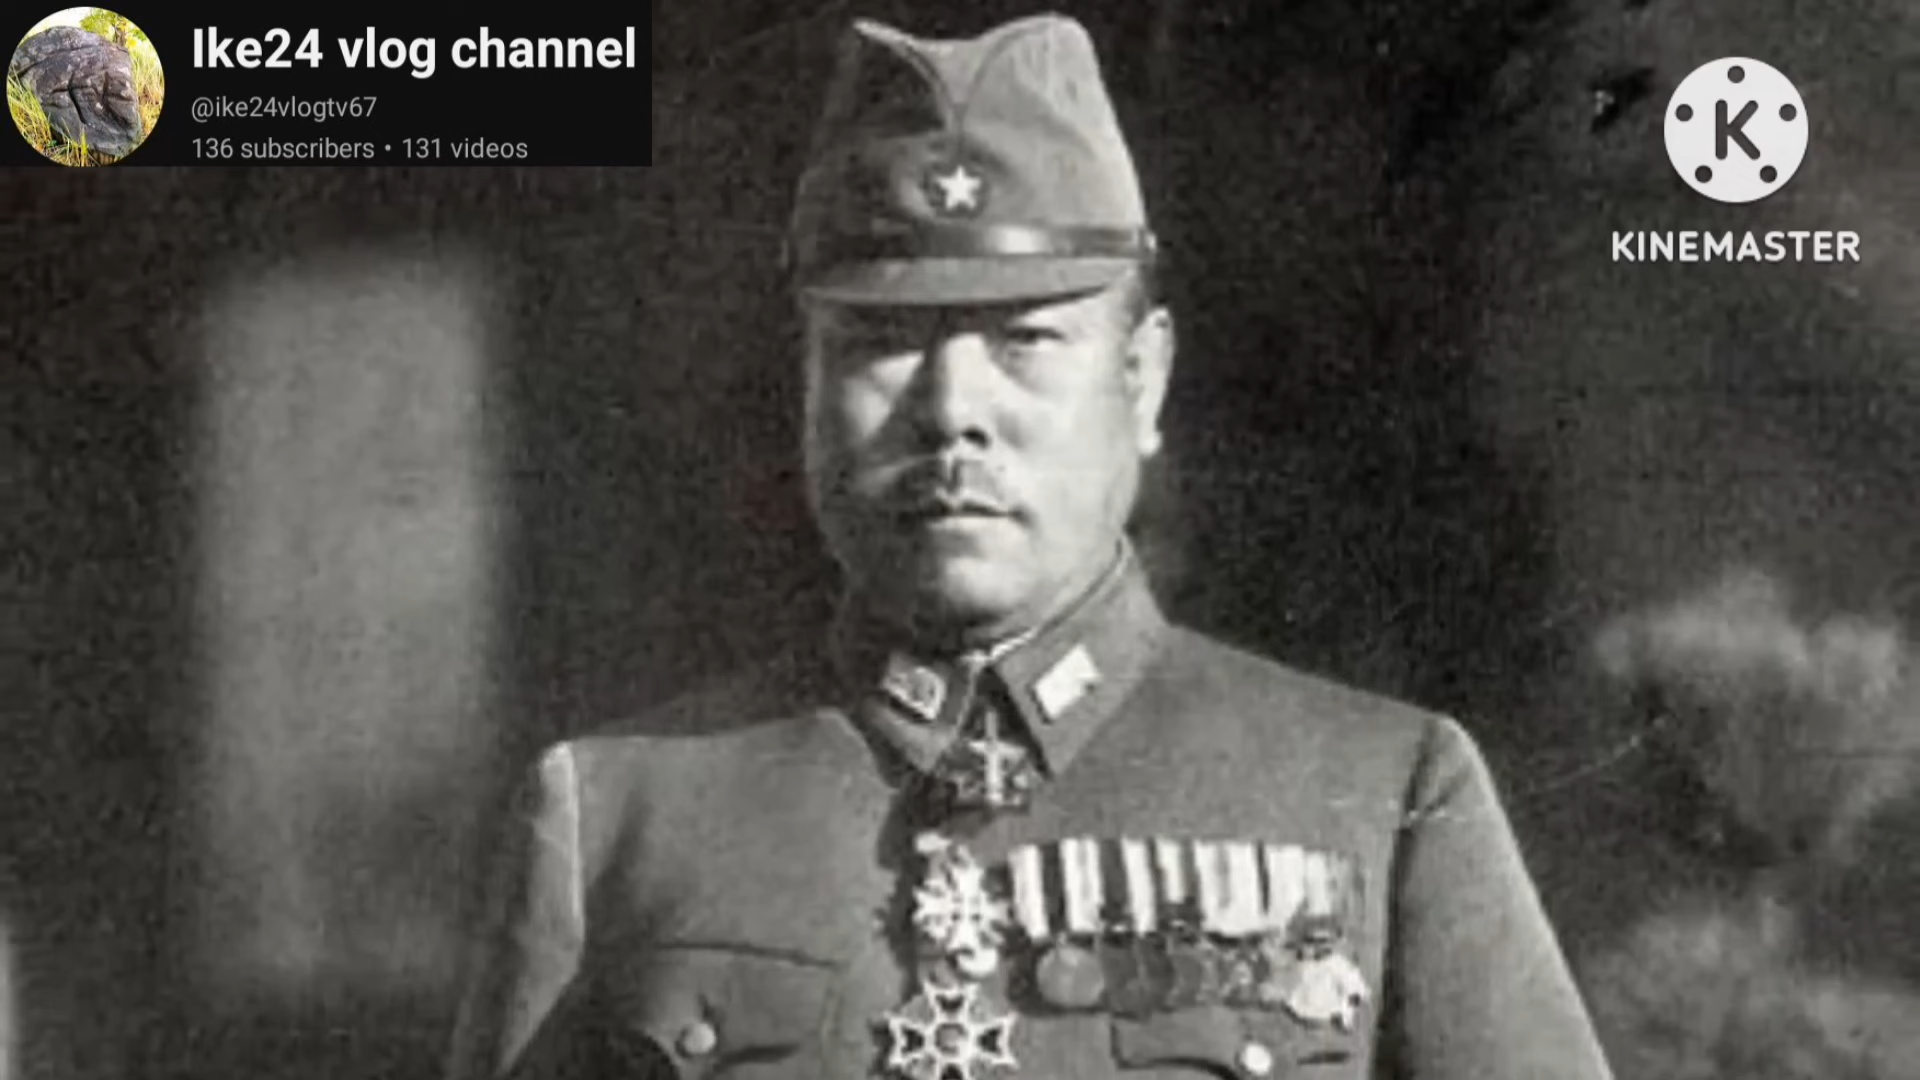 Ike24 vlog channel
@ike24vlogtv67
136 subscribers • 131 videos
K
KINEMASTER